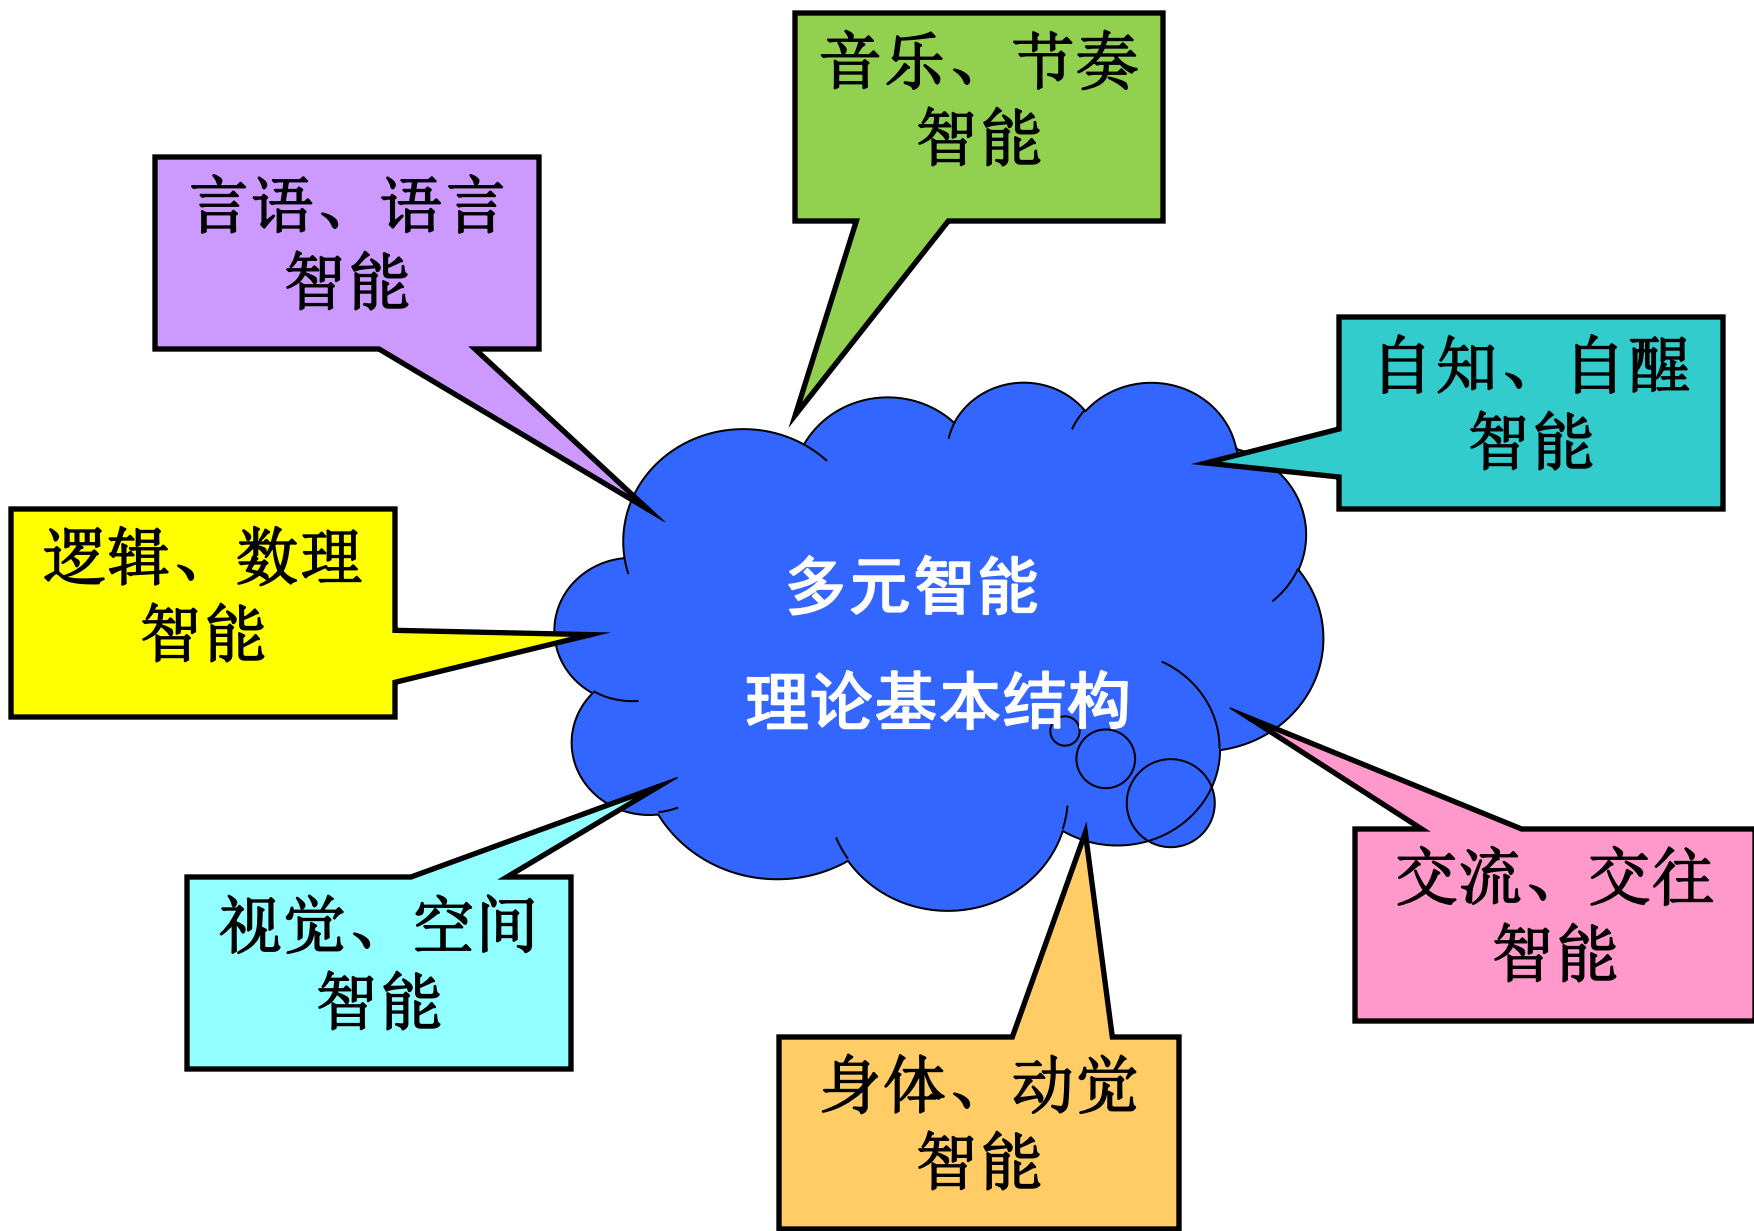 音乐、节奏
智能
言语、语言
智能
自知、自醒
智能
逻辑、数理
智能
多元智能
理论基本结构
视觉、空间
智能
交流、交往
智能
身体、动觉
智能